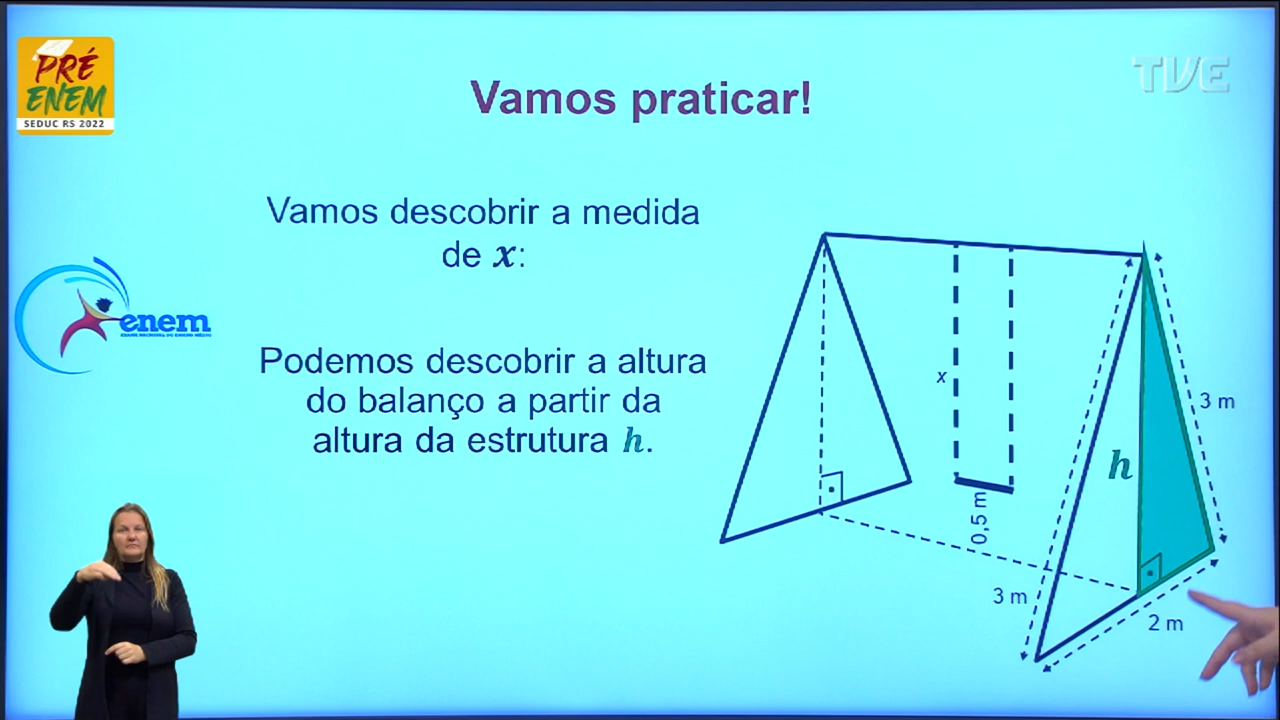 PRÉ
ENEM
SEDUC RS 2022
TVE
Vamos praticar!
Vamos descobrir a medida
de x:
enem
Podemos descobrir a altura
do balanço a partir da
altura da estrutura h.
x
0,5 m
h
3 m
3 m
2 m